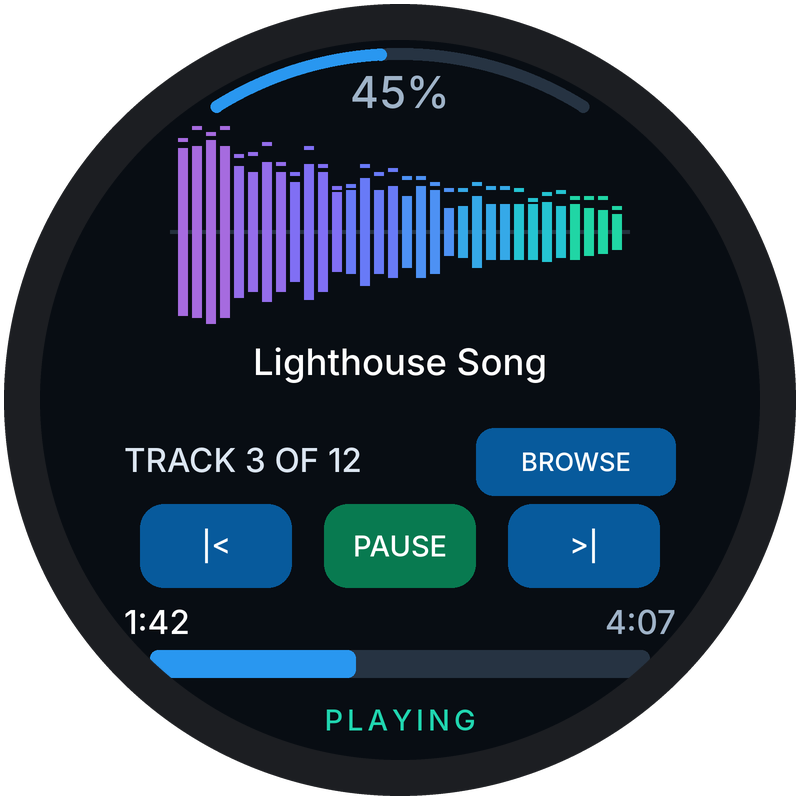 45%
Lighthouse Song
TRACK 3 OF 12 BROWSE
|< PAUSE >|
1:42 4:07
PLAYING